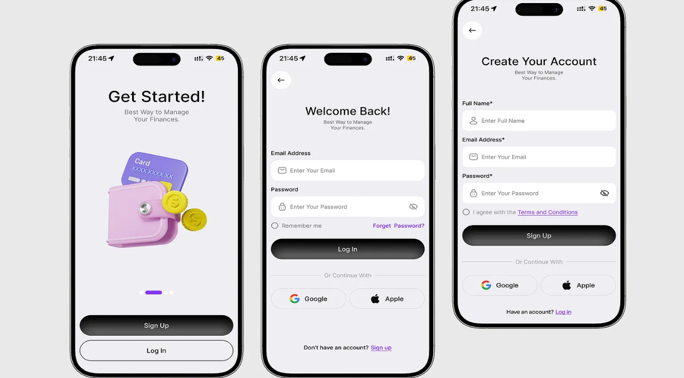 21:45
45
Get Started!
Best Way to Manage
Your Finances.
Card
XXXXXXXXXX
$
$
Sign Up
Log In
21:45
45
Welcome Back!
Best Way to Manage
Your Finances.
Email Address
Enter Your Email
Password
Enter Your Password
Remember me
Forget Password?
Log In
Or Continue With
Google
Apple
Don't have an account? Sign up
21:45
45
Create Your Account
Best Way to Manage
Your Finances.
Full Name*
Enter Full Name
Email Address*
Enter Your Email
Password*
Enter Your Password
I agree with the Terms and Conditions
Sign Up
Or Continue With
Google
Apple
Have an account? Log in